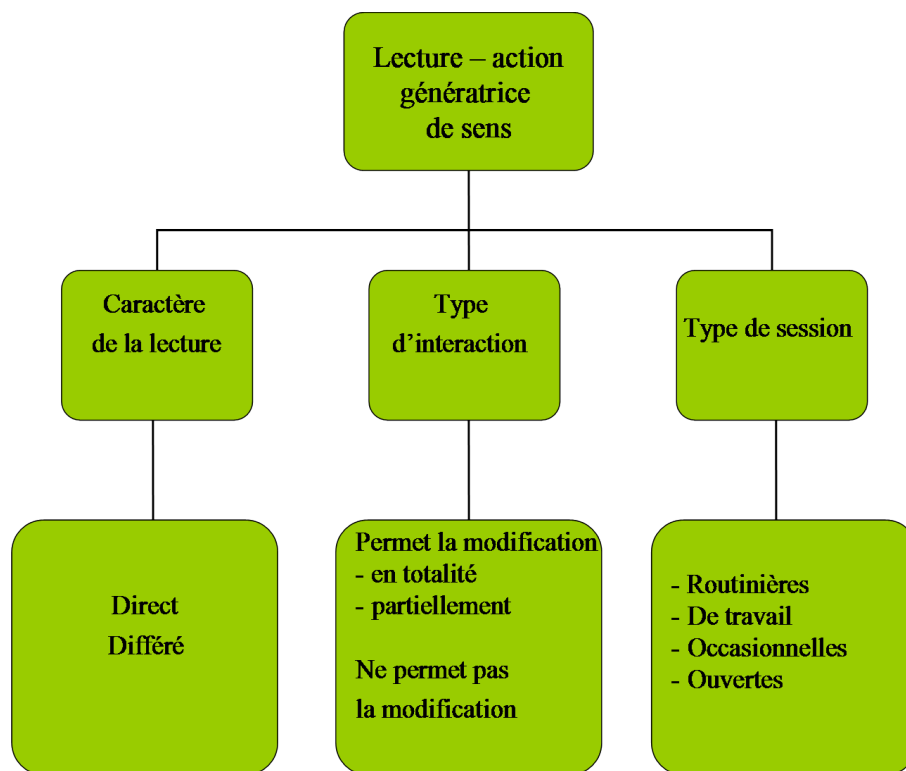 Lecture – action
génératrice
de sens
Caractère
de la lecture
Type
d'interaction
Type de session
Direct
Différé
Permet la modification
- en totalité
- partiellement
Ne permet pas
la modification
- Routinières
- De travail
- Occasionnelles
- Ouvertes